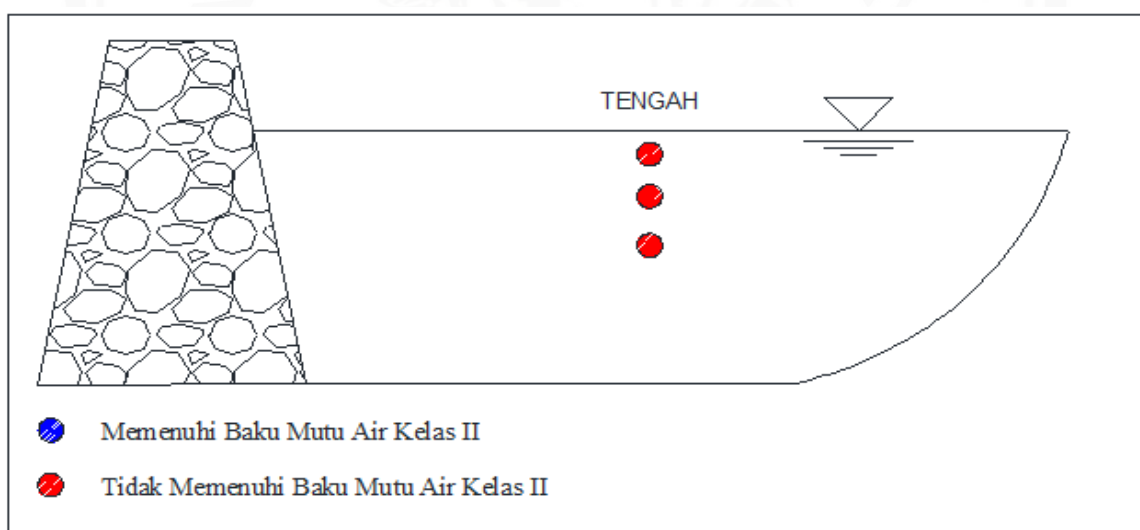 TENGAH
Memenuhi Baku Mutu Air Kelas II
Tidak Memenuhi Baku Mutu Air Kelas II